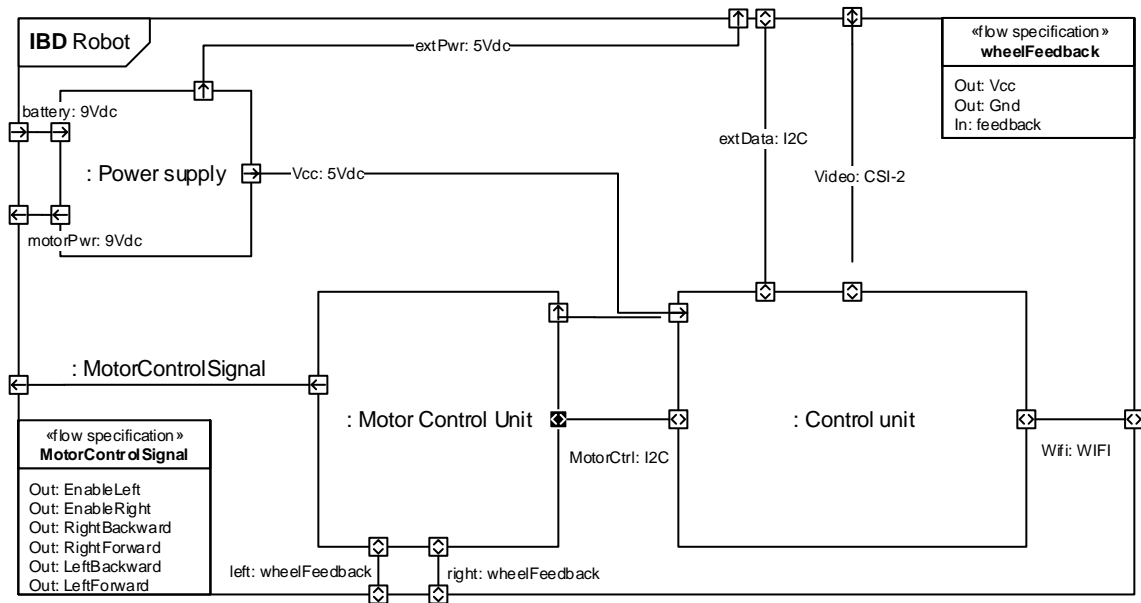 IBD Robot
extPwr: 5Vdc
«flow specification»
wheelFeedback
Out: Vcc
Out: Gnd
In: feedback
battery: 9Vdc
extData: I2C
: Power supply
Vcc: 5Vdc
Video: CSI-2
motorPwr: 9Vdc
: MotorControlSignal
: Motor Control Unit
: Control unit
«flow specification»
MotorControlSignal
Out: EnableLeft
Out: EnableRight
Out: RightBackward
Out: RightForward
Out: LeftBackward
Out: LeftForward
MotorCtrl: I2C
Wifi: WIFI
left: wheelFeedback
right: wheelFeedback